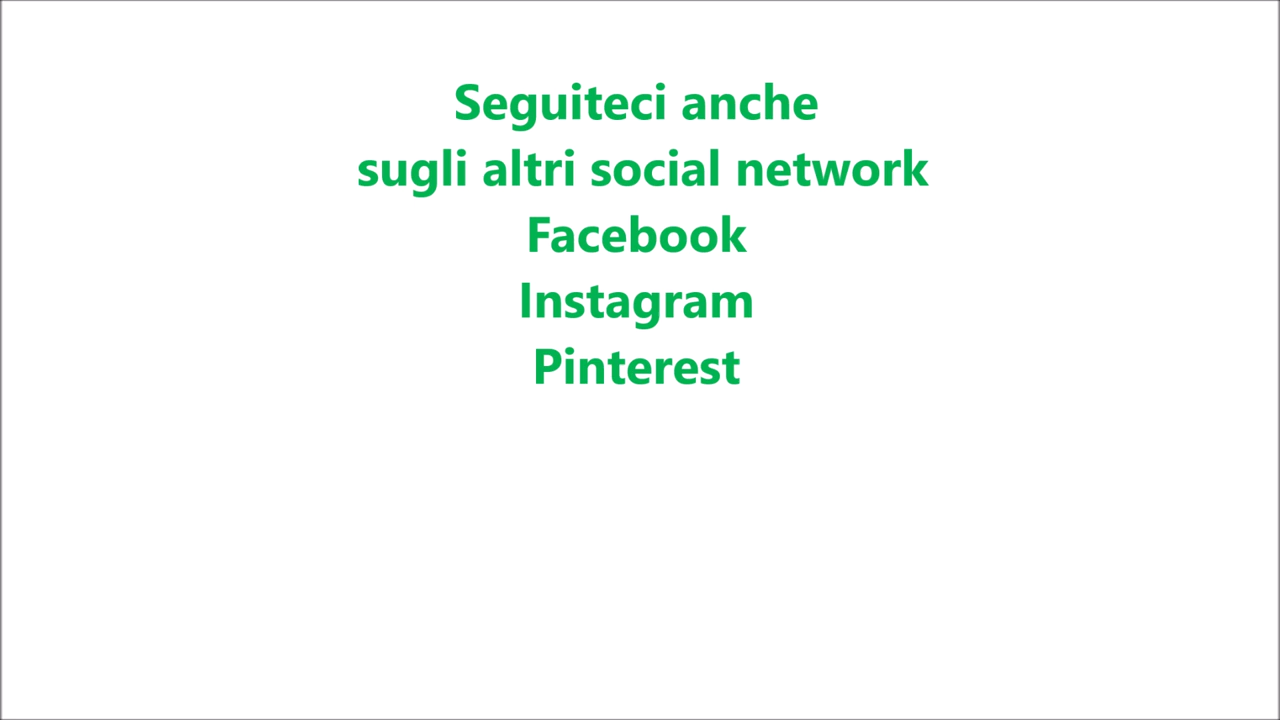 Seguiteci anche
sugli altri social network
Facebook
Instagram
Pinterest